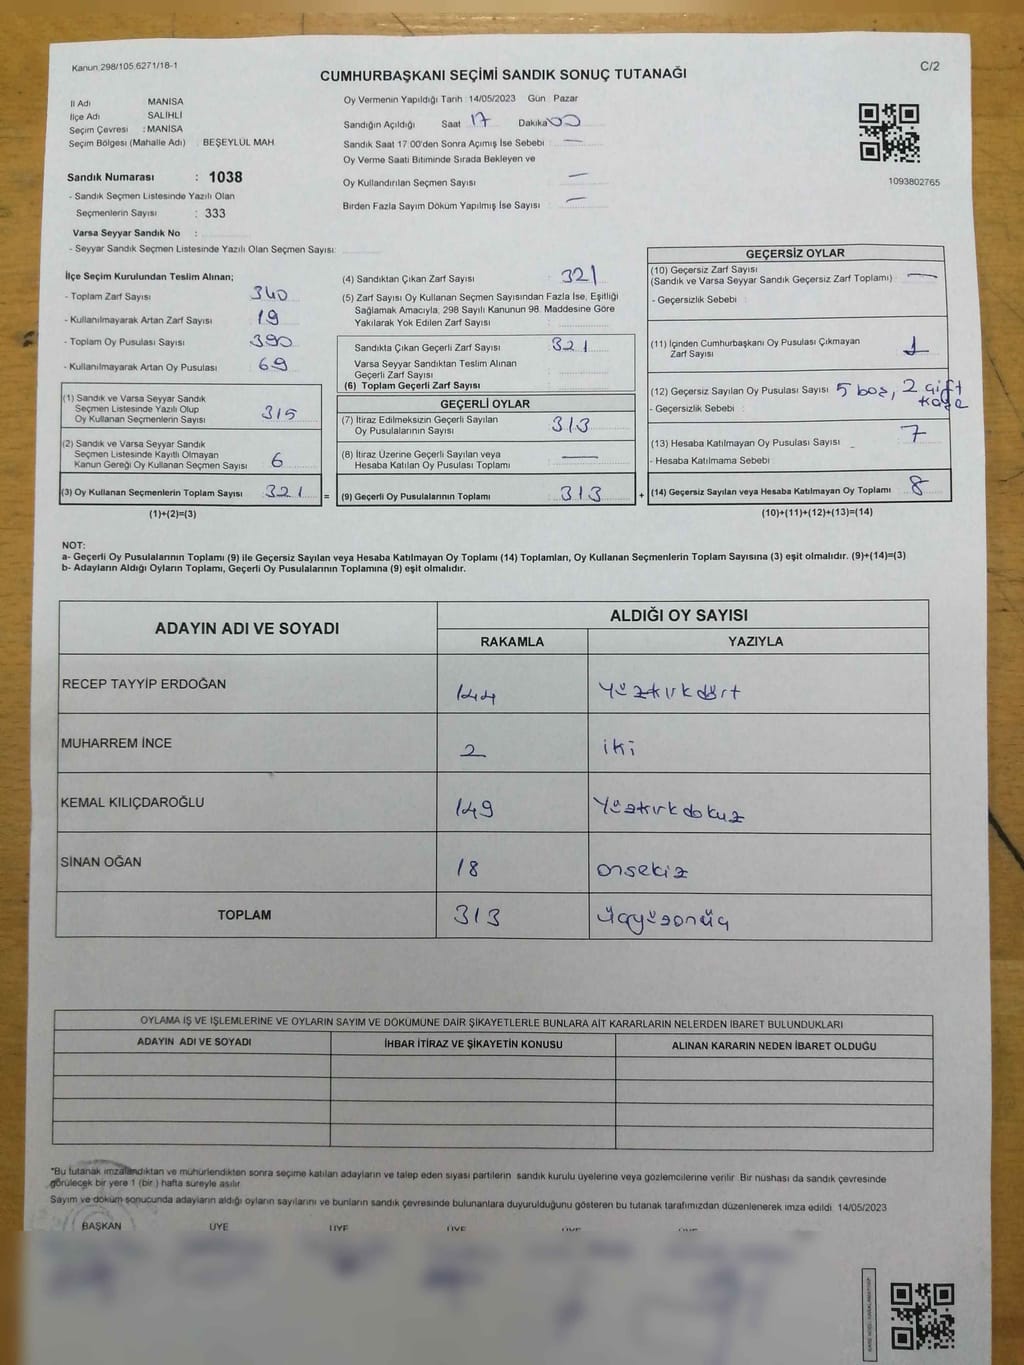 Kanun 298/105.6271/18-1
C/2
CUMHURBAŞKANI SEÇİMİ SANDIK SONUÇ TUTANAĞI
İl Adı MANİSA
İlçe Adı SALİHLİ
Seçim Çevresi : MANİSA
Seçim Bölgesi (Mahalle Adı) : BEŞEYLÜL MAH
Sandık Numarası : 1038
- Sandık Seçmen Listesinde Yazılı Olan
Seçmenlerin Sayısı : 333
Varsa Seyyar Sandık No :
- Seyyar Sandık Seçmen Listesinde Yazılı Olan Seçmen Sayısı:
Oy Vermenin Yapıldığı Tarih 14/05/2023 Gün Pazar
Sandığın Açıldığı Saat 17 Dakika 00
Sandık Saat 17:00'den Sonra Açımış İse Sebebi —
Oy Verme Saati Bitiminde Sırada Bekleyen ve
Oy Kullandırılan Seçmen Sayısı —
Birden Fazla Sayım Döküm Yapılmış İse Sayısı —
1093802765
İlçe Seçim Kurulundan Teslim Alınan;
- Toplam Zarf Sayısı 340
- Kullanılmayarak Artan Zarf Sayısı 19
- Toplam Oy Pusulası Sayısı 390
- Kullanılmayarak Artan Oy Pusulası 69
(1) Sandık ve Varsa Seyyar Sandık
Seçmen Listesinde Yazılı Olup
Oy Kullanan Seçmenlerin Sayısı 315
(2) Sandık ve Varsa Seyyar Sandık
Seçmen Listesinde Kayıtlı Olmayan
Kanun Gereği Oy Kullanan Seçmen Sayısı 6
(3) Oy Kullanan Seçmenlerin Toplam Sayısı 321 =
(1)+(2)=(3)
(4) Sandıktan Çıkan Zarf Sayısı 321
(5) Zarf Sayısı Oy Kullanan Seçmen Sayısından Fazla İse, Eşitliği
Sağlamak Amacıyla, 298 Sayılı Kanunun 98. Maddesine Göre
Yakılarak Yok Edilen Zarf Sayısı
Sandıkta Çıkan Geçerli Zarf Sayısı 321
Varsa Seyyar Sandıktan Teslim Alınan
Geçerli Zarf Sayısı
(6) Toplam Geçerli Zarf Sayısı
GEÇERLİ OYLAR
(7) İtiraz Edilmeksizin Geçerli Sayılan
Oy Pusulalarının Sayısı 313
(8) İtiraz Üzerine Geçerli Sayılan veya
Hesaba Katılan Oy Pusulası Toplamı —
(9) Geçerli Oy Pusulalarının Toplamı 313 +
GEÇERSİZ OYLAR
(10) Geçersiz Zarf Sayısı
(Sandık ve Varsa Seyyar Sandık Geçersiz Zarf Toplamı) —
- Geçersizlik Sebebi
(11) İçinden Cumhurbaşkanı Oy Pusulası Çıkmayan
Zarf Sayısı 1
(12) Geçersiz Sayılan Oy Pusulası Sayısı 5 boş, 2 çift
- Geçersizlik Sebebi :
(13) Hesaba Katılmayan Oy Pusulası Sayısı 7
- Hesaba Katılmama Sebebi
(14) Geçersiz Sayılan veya Hesaba Katılmayan Oy Toplamı 8
(10)+(11)+(12)+(13)=(14)
NOT:
a- Geçerli Oy Pusulalarının Toplamı (9) ile Geçersiz Sayılan veya Hesaba Katılmayan Oy Toplamı (14) Toplamları, Oy Kullanan Seçmenlerin Toplam Sayısına (3) eşit olmalıdır. (9)+(14)=(3)
b- Adayların Aldığı Oyların Toplamı, Geçerli Oy Pusulalarının Toplamına (9) eşit olmalıdır.
ADAYIN ADI VE SOYADI
ALDIĞI OY SAYISI
RAKAMLA YAZIYLA
RECEP TAYYİP ERDOĞAN 144 Yüzkırkdört
MUHARREM İNCE 2 iki
KEMAL KILIÇDAROĞLU 149 Yüzkırkdokuz
SİNAN OĞAN 18 onsekiz
TOPLAM 313 üçyüzonüç
OYLAMA İŞ VE İŞLEMLERİNE VE OYLARIN SAYIM VE DÖKÜMÜNE DAİR ŞİKAYETLERLE BUNLARA AİT KARARLARIN NELERDEN İBARET BULUNDUKLARI
ADAYIN ADI VE SOYADI İHBAR İTİRAZ VE ŞİKAYETİN KONUSU ALINAN KARARIN NEDEN İBARET OLDUĞU
"Bu tutanak imzalandıktan ve mühürlendikten sonra seçime katılan adayların ve talep eden siyasi partilerin sandık kurulu üyelerine veya gözlemcilerine verilir. Bir nüshası da sandık çevresinde
görülecek bir yere 1 (bir ) hafta süreyle asılır
Sayım ve döküm sonucunda adayların aldığı oyların sayılarını ve bunların sandık çevresinde bulunanlara duyurulduğunu gösteren bu tutanak tarafımızdan düzenlenerek imza edildi. 14/05/2023
BAŞKAN ÜYE ÜYE ÜYE